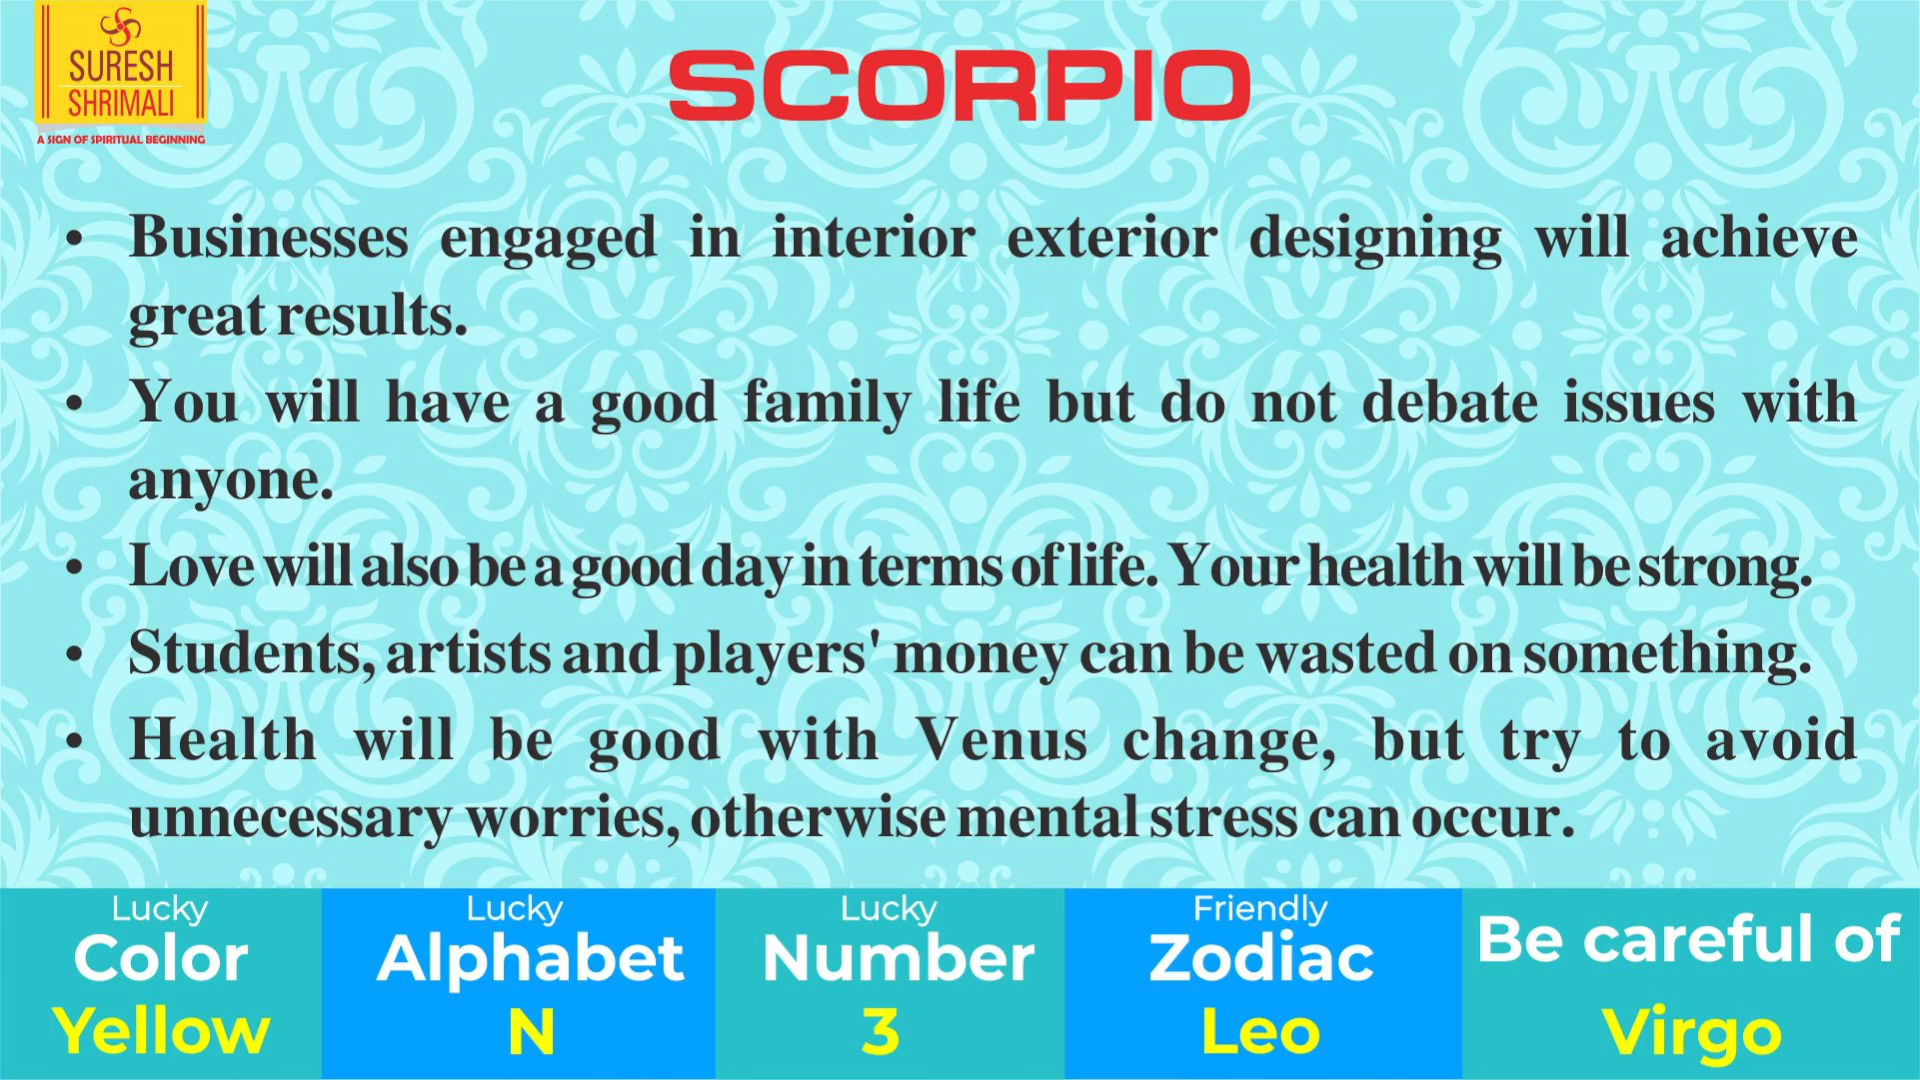 SURESH
SHRIMALI
A SIGN OF SPIRITUAL BEGINNING
SCORPIO
• Businesses engaged in interior exterior designing will achieve
great results.
• You will have a good family life but do not debate issues with
anyone.
• Love will also be a good day in terms of life. Your health will be strong.
• Students, artists and players' money can be wasted on something.
• Health will be good with Venus change, but try to avoid
unnecessary worries, otherwise mental stress can occur.
Lucky
Color
Yellow
Lucky
Alphabet
N
Lucky
Number
3
Friendly
Zodiac
Leo
Be careful of
Virgo